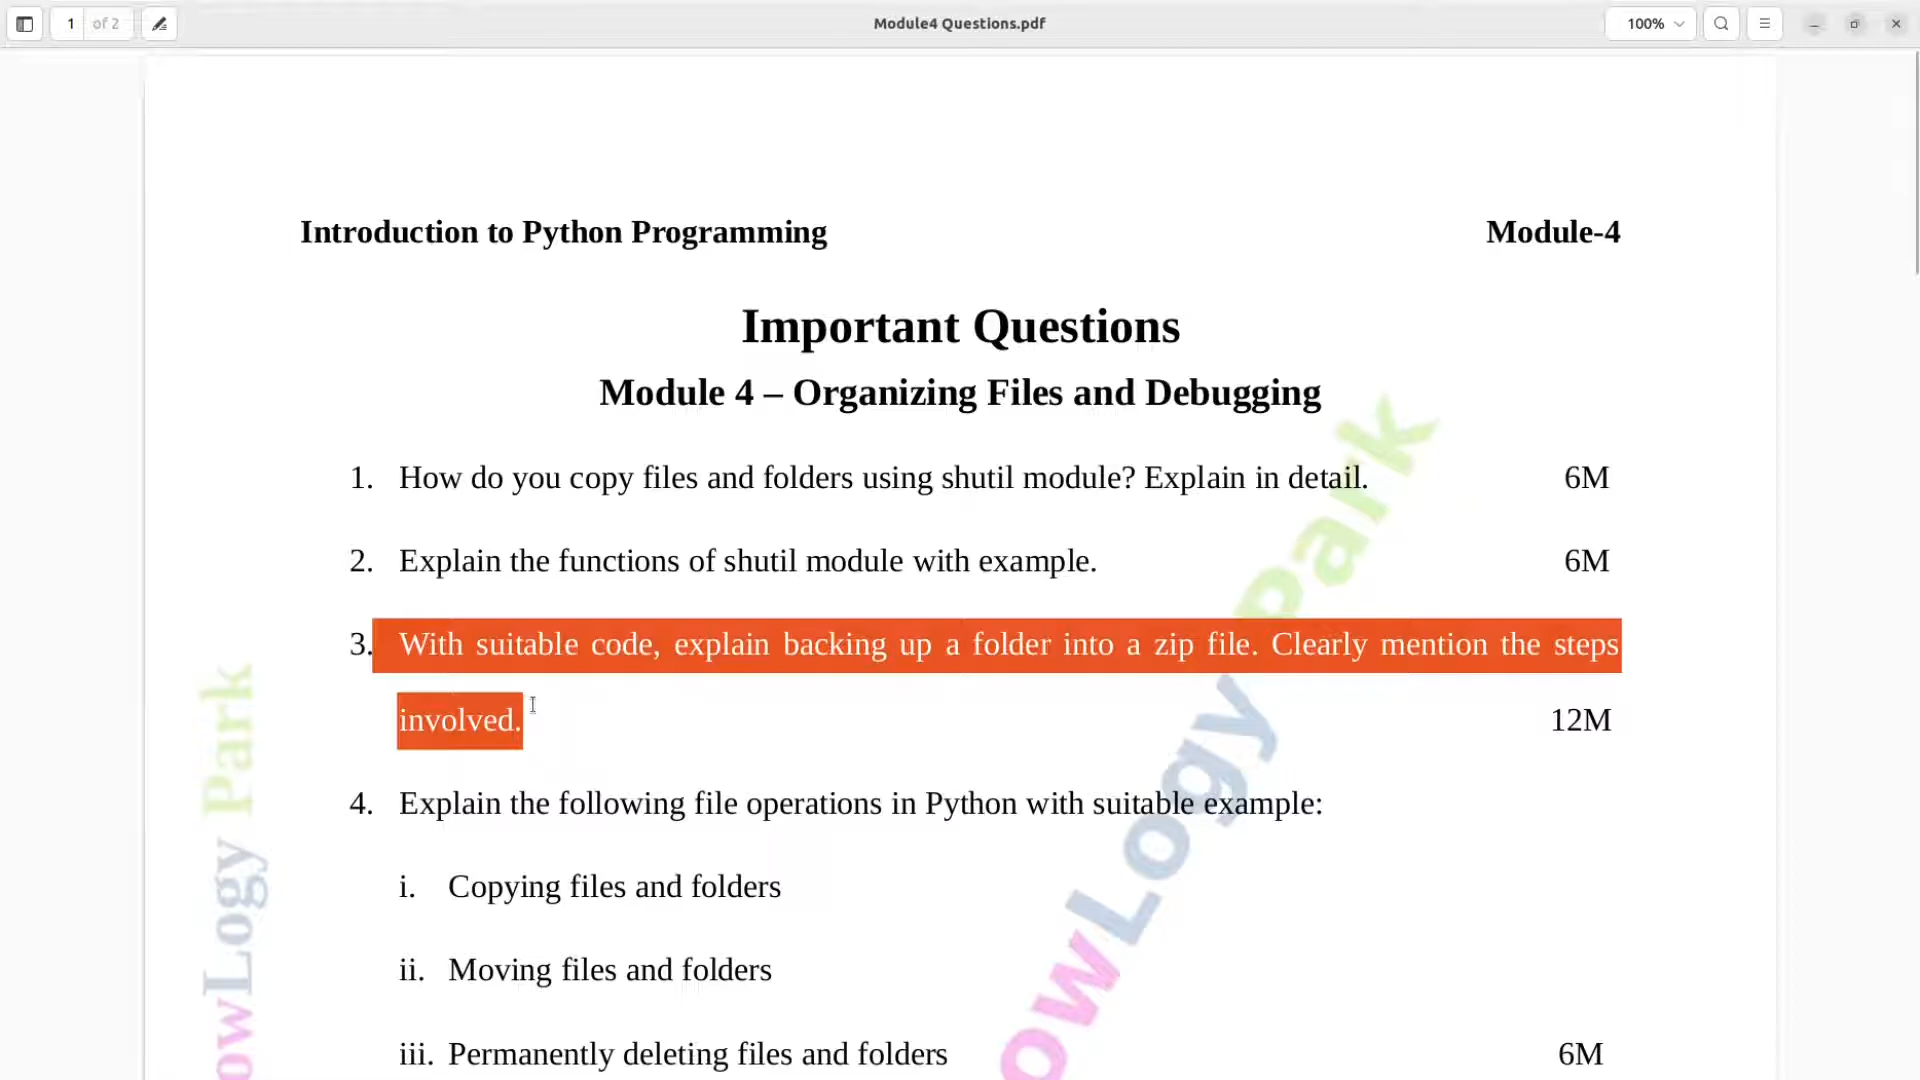 1 of 2
Module4 Questions.pdf
100%
Introduction to Python Programming
Module-4
Important Questions
Module 4 – Organizing Files and Debugging
1. How do you copy files and folders using shutil module? Explain in detail. 6M
2. Explain the functions of shutil module with example. 6M
3. With suitable code, explain backing up a folder into a zip file. Clearly mention the steps
involved. 12M
4. Explain the following file operations in Python with suitable example:
i. Copying files and folders
ii. Moving files and folders
iii. Permanently deleting files and folders 6M
owLogy Park
owLogy Park